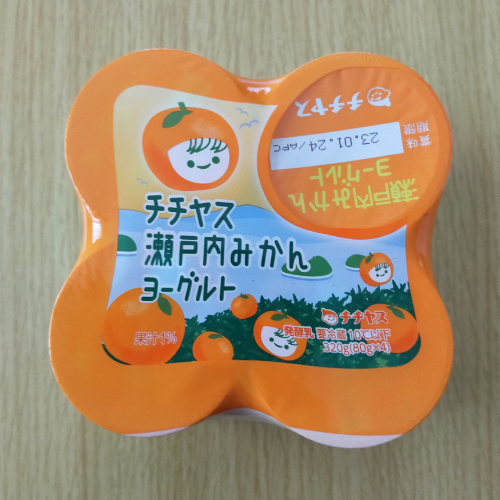 チチヤス
瀬戸内みかん
ヨーグルト
果汁1%
チチヤス
発酵乳 要冷蔵10℃以下
320g(80g×4)
チチヤス
賞味
期限
23.01.24/APC
瀬戸内みかん
ヨーグルト